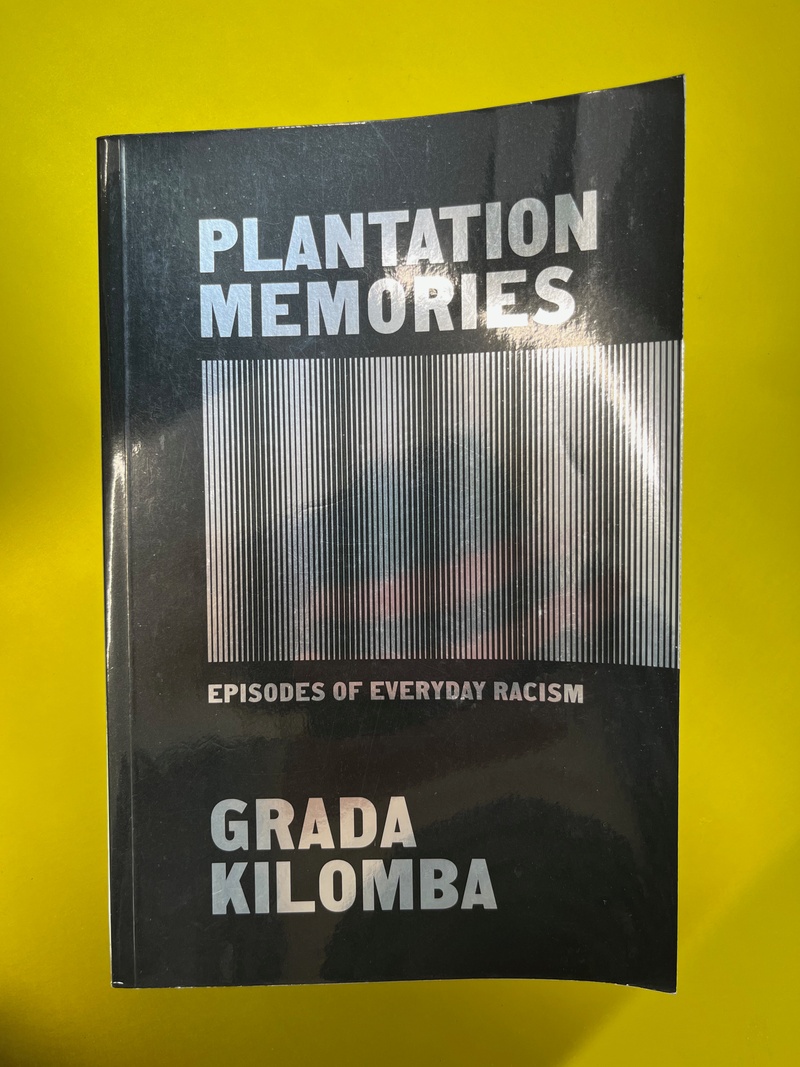 PLANTATION
MEMORIES
EPISODES OF EVERYDAY RACISM
GRADA
KILOMBA